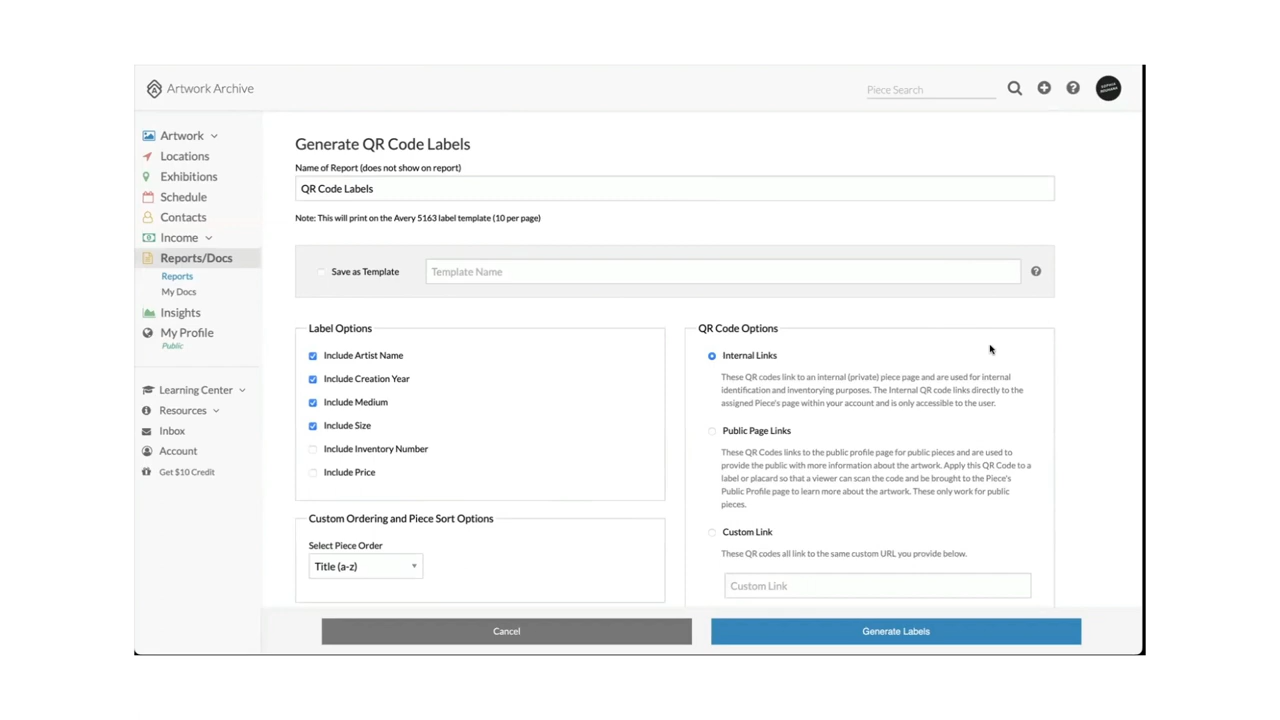 Artwork Archive
Piece Search
Artwork
Locations
Exhibitions
Schedule
Contacts
Income
Reports/Docs
Reports
My Docs
Insights
My Profile
Public
Learning Center
Resources
Inbox
Account
Get $10 Credit
Generate QR Code Labels
Name of Report (does not show on report)
QR Code Labels
Note: This will print on the Avery 5163 label template (10 per page)
Save as Template
Template Name
Label Options
Include Artist Name
Include Creation Year
Include Medium
Include Size
Include Inventory Number
Include Price
Custom Ordering and Piece Sort Options
Select Piece Order
Title (a-z)
QR Code Options
Internal Links
These QR codes link to an internal (private) piece page and are used for internal
identification and inventorying purposes. The Internal QR code links directly to the
assigned Piece's page within your account and is only accessible to the user.
Public Page Links
These QR Codes links to the public profile page for public pieces and are used to
provide the public with more information about the artwork. Apply this QR Code to a
label or placard so that a viewer can scan the code and be brought to the Piece's
Public Profile page to learn more about the artwork. These only work for public
pieces.
Custom Link
These QR codes all link to the same custom URL you provide below.
Custom Link
Cancel
Generate Labels